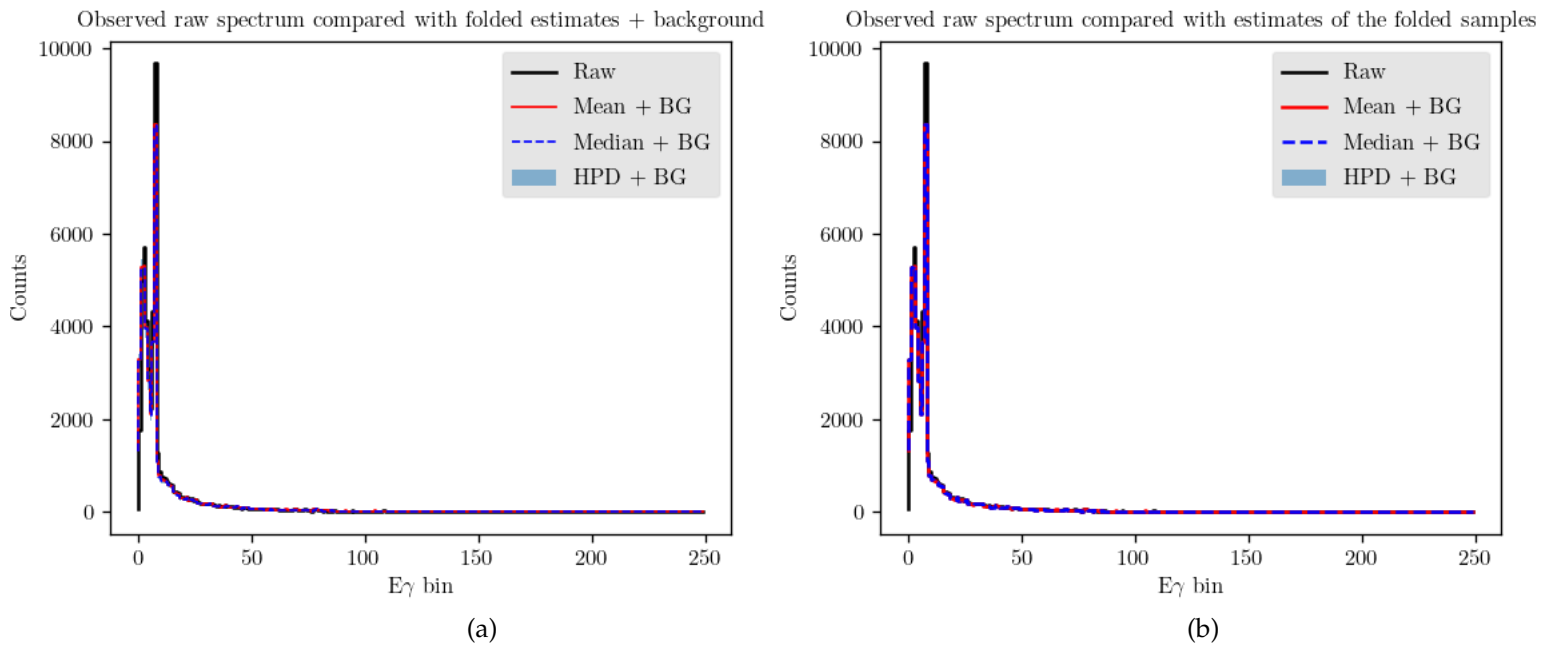 Observed raw spectrum compared with folded estimates + background
10000
8000
6000
4000
2000
0
Counts
Raw
Mean + BG
Median + BG
HPD + BG
0 50 100 150 200 250
Eγ bin
(a)
Observed raw spectrum compared with estimates of the folded samples
10000
8000
6000
4000
2000
0
Counts
Raw
Mean + BG
Median + BG
HPD + BG
0 50 100 150 200 250
Eγ bin
(b)